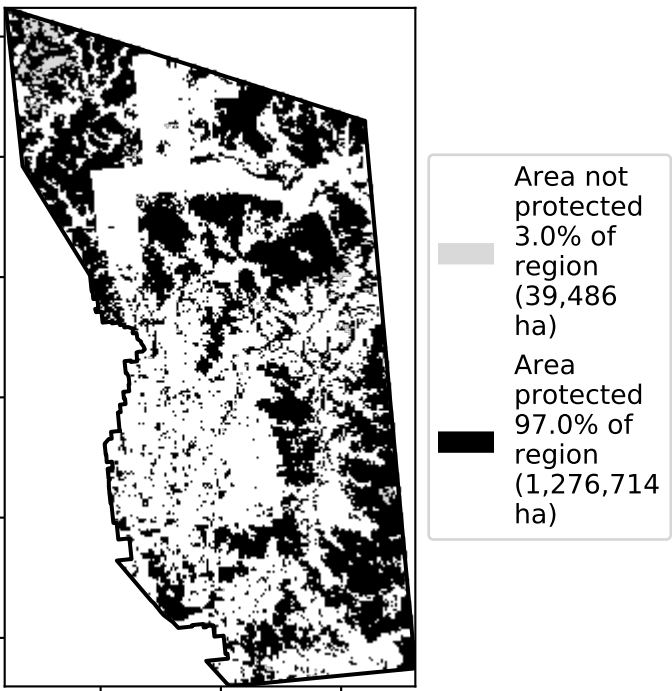 Area not
protected
3.0% of
region
(39,486
ha)
Area
protected
97.0% of
region
(1,276,714
ha)